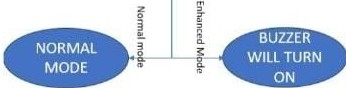 NORMAL
MODE
Normal mode
Enhanced Mode
BUZZER
WILL TURN
ON